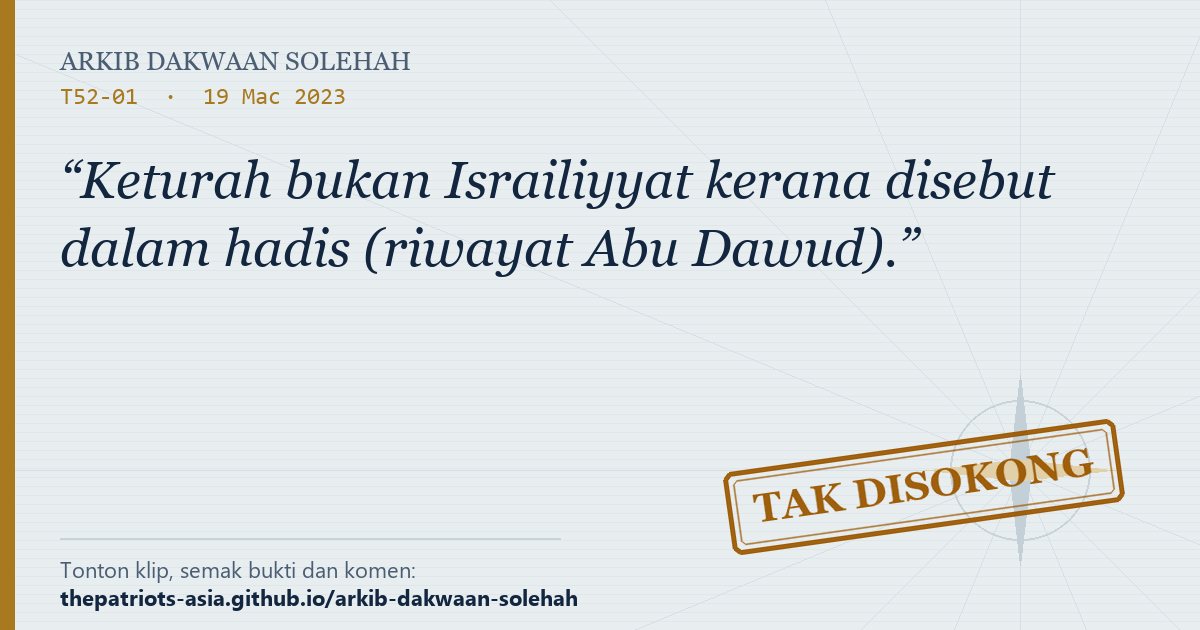 ARKIB DAKWAAN SOLEHAH
T52-01 · 19 Mac 2023
“Keturah bukan Israiliyyat kerana disebut
dalam hadis (riwayat Abu Dawud).”
TAK DISOKONG
Tonton klip, semak bukti dan komen:
thepatriots-asia.github.io/arkib-dakwaan-solehah